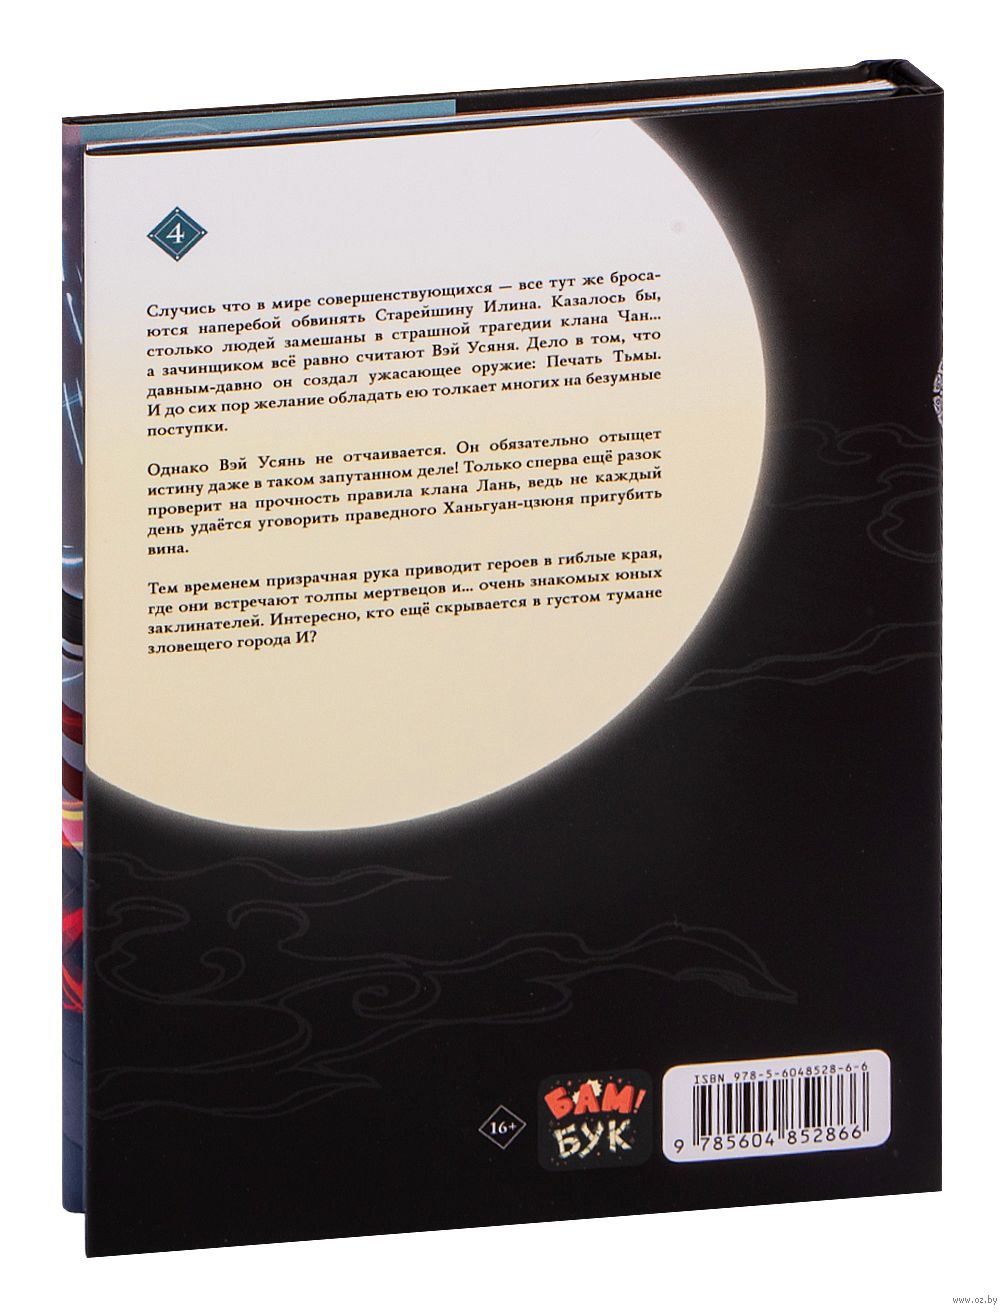 4
Случись что в мире совершенствующихся — все тут же броса-
ются наперебой обвинять Старейшину Илина. Казалось бы,
столько людей замешаны в страшной трагедии клана Чан...
а зачинщиком всё равно считают Вэй Усяня. Дело в том, что
давным-давно он создал ужасающее оружие: Печать Тьмы.
И до сих пор желание обладать ею толкает многих на безумные
поступки.
Однако Вэй Усянь не отчаивается. Он обязательно отыщет
истину даже в таком запутанном деле! Только сперва ещё разок
проверит на прочность правила клана Лань, ведь не каждый
день удаётся уговорить праведного Ханьгуан-цзюня пригубить
вина.
Тем временем призрачная рука приводит героев в гиблые края,
где они встречают толпы мертвецов и... очень знакомых юных
заклинателей. Интересно, кто ещё скрывается в густом тумане
зловещего города И?
16+
БАМ!
БУК
ISBN 978-5-6048528-6-6
9 785604 852866
www.oz.by